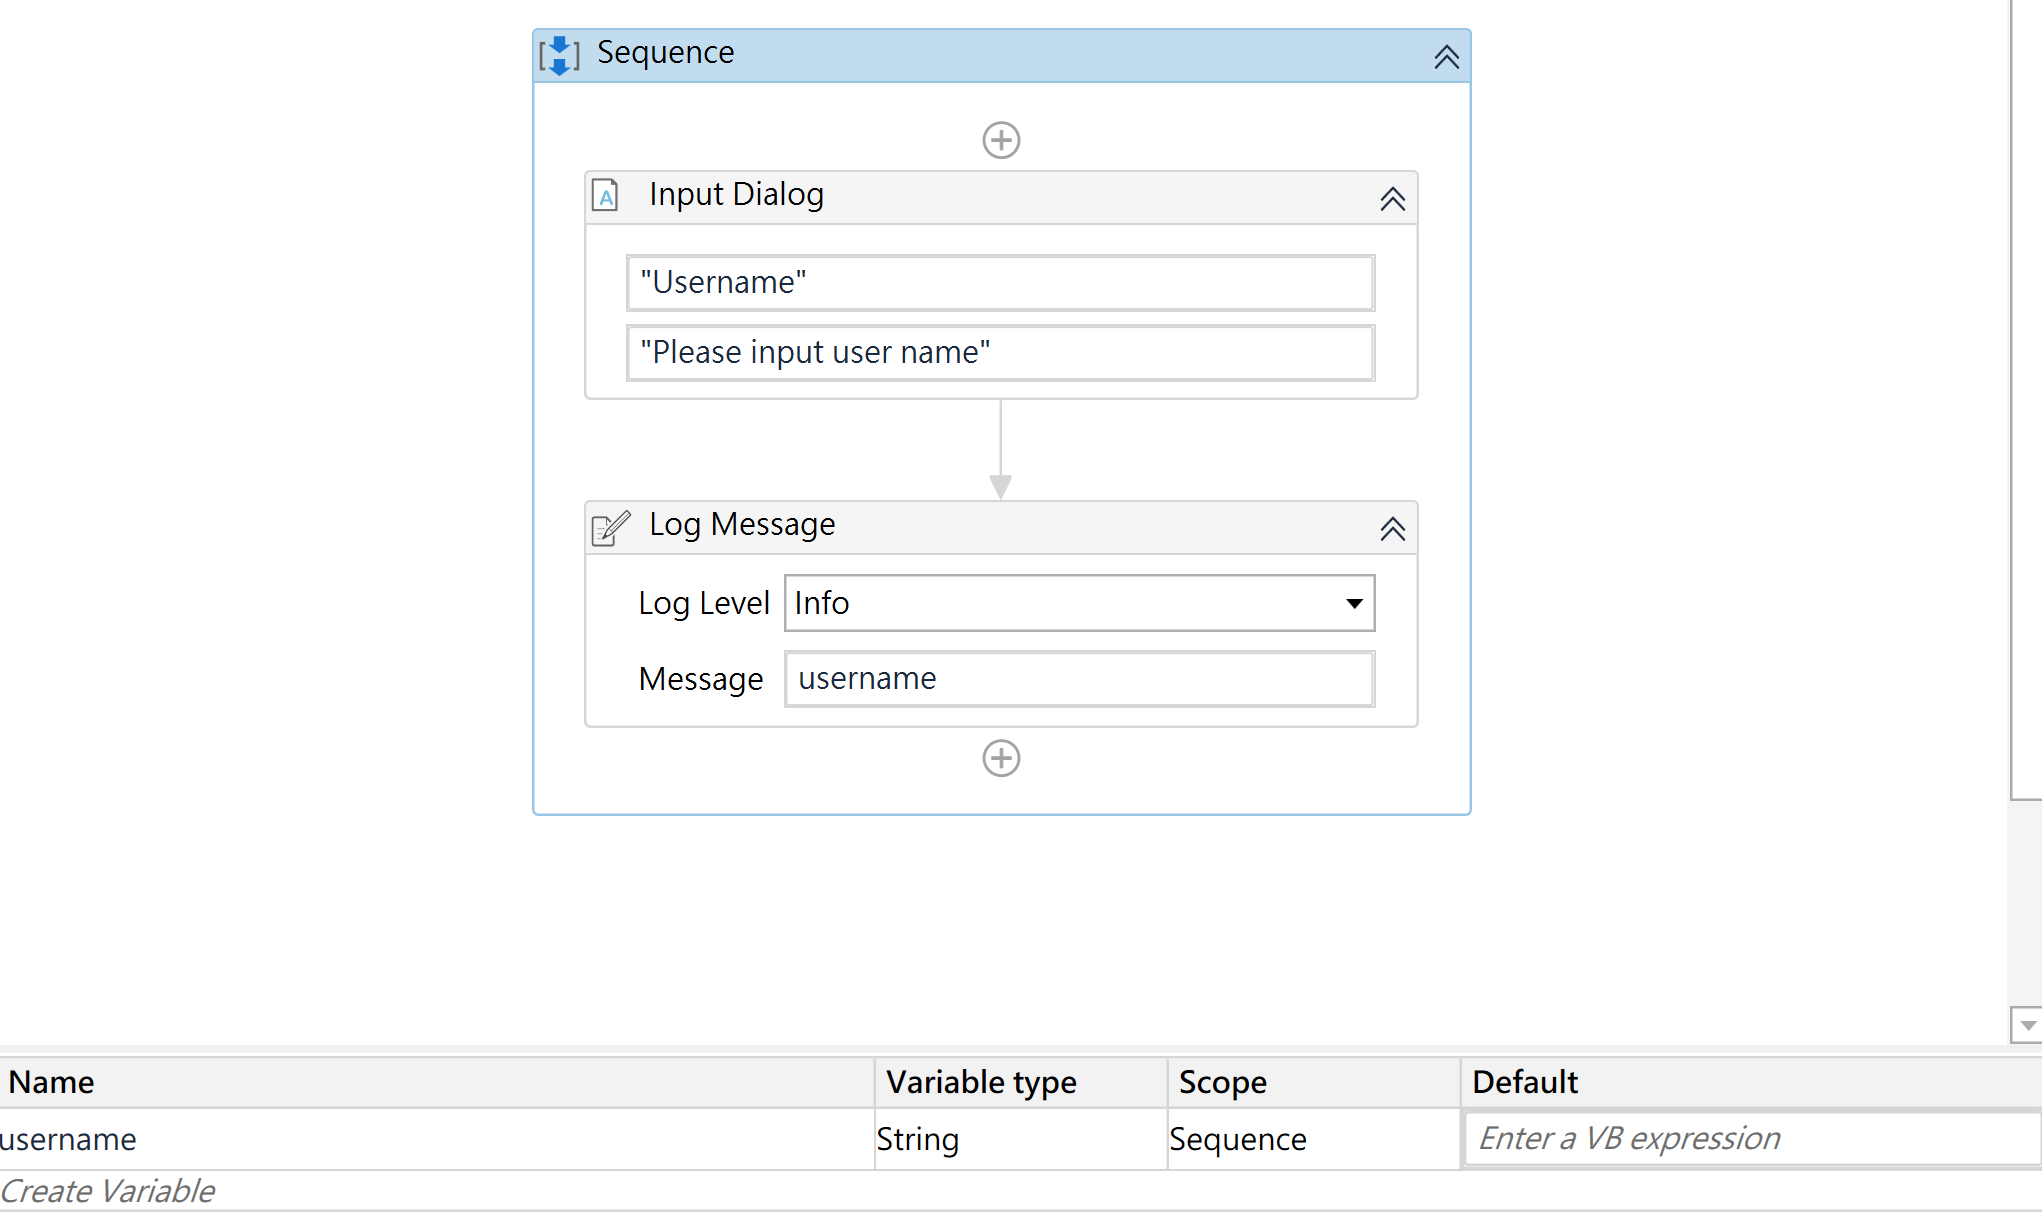 Sequence
Input Dialog
"Username"
"Please input user name"
Log Message
Log Level Info
Message username
Name Variable type Scope Default
username String Sequence Enter a VB expression
Create Variable